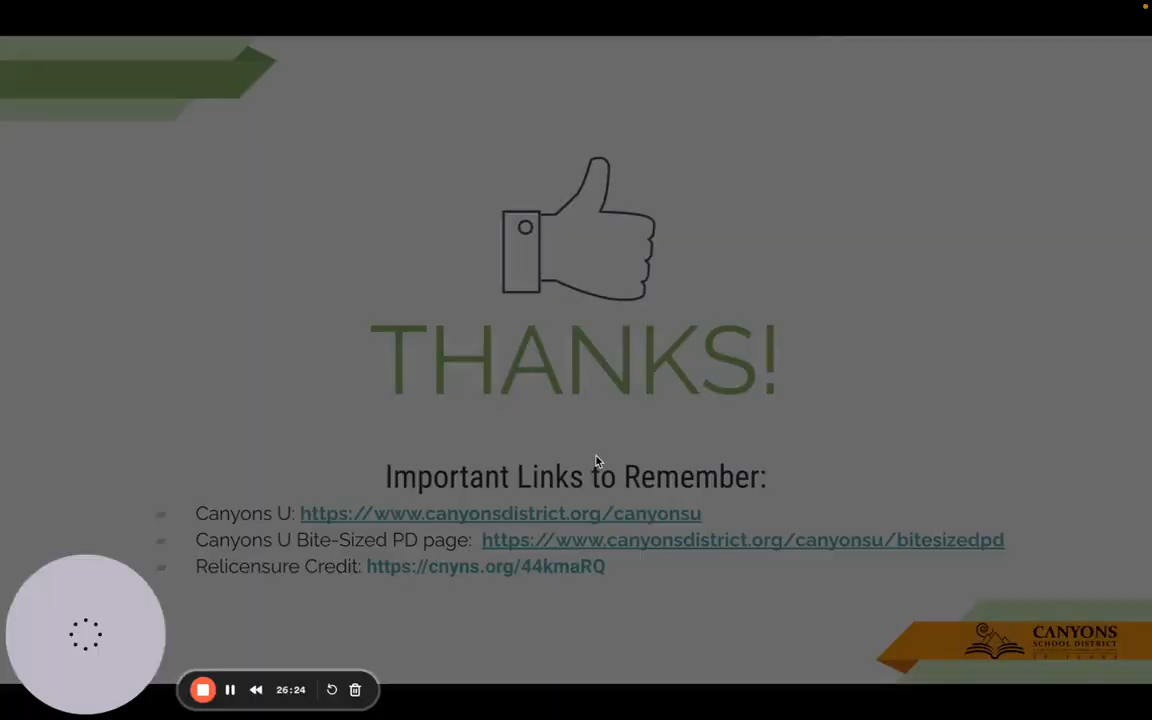 THANKS!
Important Links to Remember:
Canyons U: https://www.canyonsdistrict.org/canyonsu
Canyons U Bite-Sized PD page: https://www.canyonsdistrict.org/canyonsu/bitesizedpd
Relicensure Credit: https://cnyns.org/44kmaRQ
CANYONS
SCHOOL DISTRICT
26:24